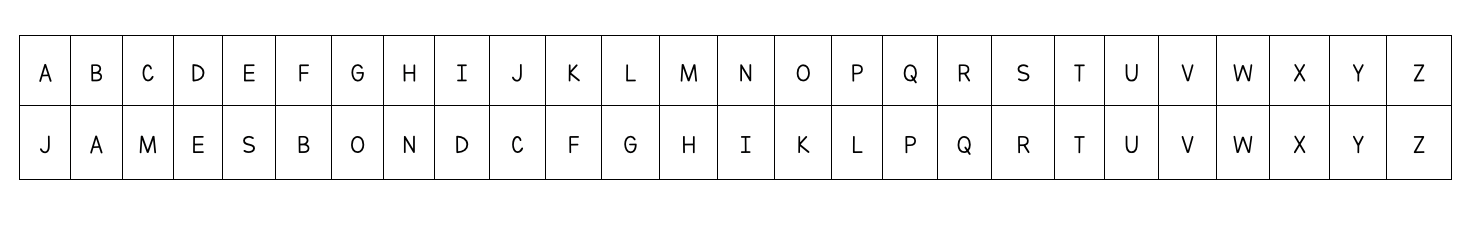 A B C D E F G H I J K L M N O P Q R S T U V W X Y Z
J A M E S B O N D C F G H I K L P Q R T U V W X Y Z